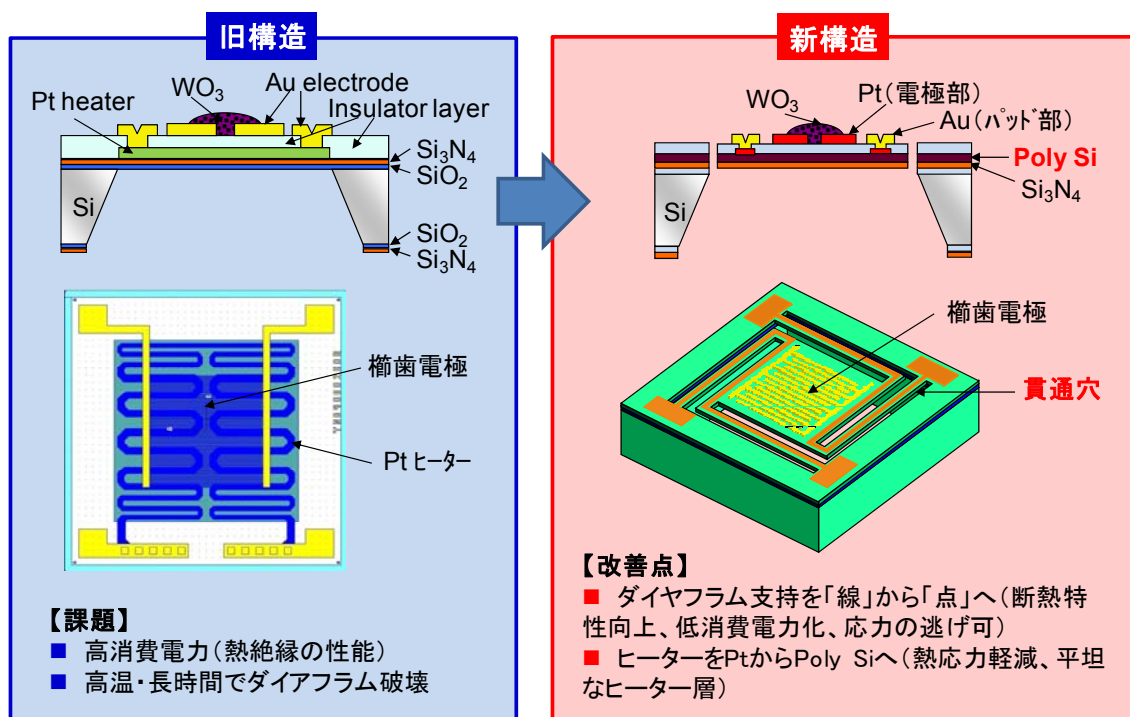 旧構造
WO3
Au electrode
Pt heater
Insulator layer
Si3N4
SiO2
Si
SiO2
Si3N4
櫛歯電極
Pt ヒーター
【課題】
■ 高消費電力（熱絶縁の性能）
■ 高温・長時間でダイアフラム破壊
新構造
WO3
Pt（電極部）
Au（ﾊﾟｯﾄﾞ部）
Poly Si
Si3N4
Si
櫛歯電極
貫通穴
【改善点】
■ ダイヤフラム支持を「線」から「点」へ（断熱特
性向上、低消費電力化、応力の逃げ可）
■ ヒーターをPtからPoly Siへ（熱応力軽減、平坦
なヒーター層）